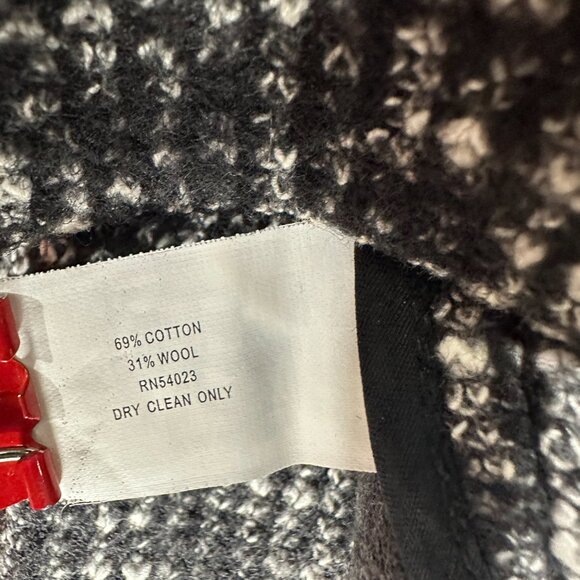 69% COTTON
31% WOOL
RN54023
DRY CLEAN ONLY